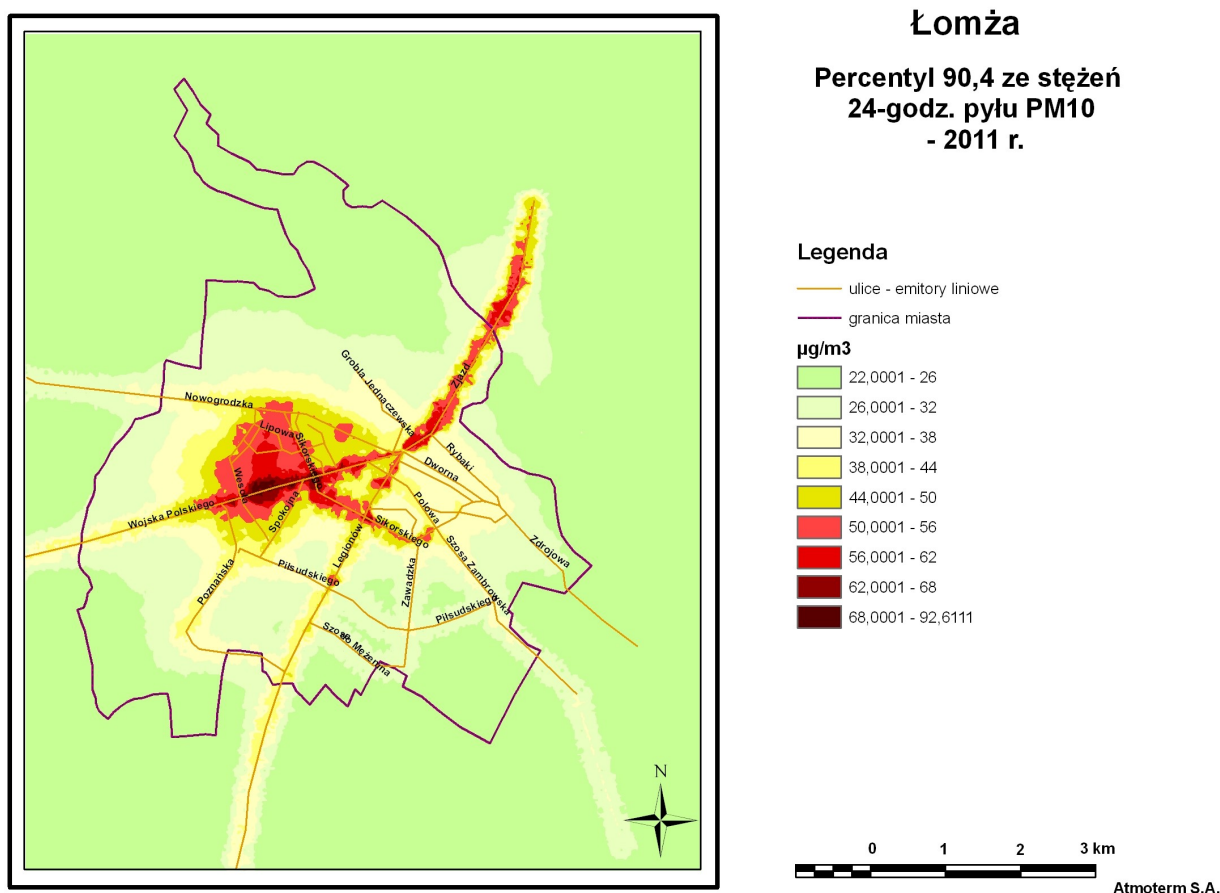 Łomża
Percentyl 90,4 ze stężeń
24-godz. pyłu PM10
- 2011 r.
Legenda
ulice - emitory liniowe
granica miasta
µg/m3
22,0001 - 26
26,0001 - 32
32,0001 - 38
38,0001 - 44
44,0001 - 50
50,0001 - 56
56,0001 - 62
62,0001 - 68
68,0001 - 92,6111
Grobla Jednaczewska
Zjazd
Nowogrodzka
Lipowa
Sikorskiego
Rybaki
Dworna
Wesoła
Spokojna
Wojska Polskiego
Polowa
Sikorskiego
Legionów
Szosa Zambrowska
Zdrojowa
Poznańska
Piłsudskiego
Zawadzka
Piłsudskiego
Szosa
Mężenina
N
0 1 2 3 km
Atmoterm S.A.